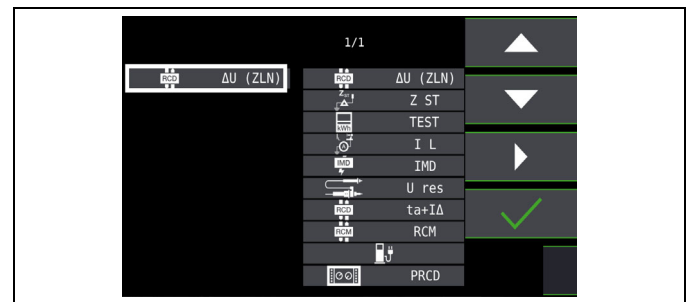 1/1
RCD ΔU (ZLN)
RCD ΔU (ZLN)
Z ST
kWh TEST
I L
IMD IMD
U res
RCD ta+IΔ
RCM RCM
PRCD